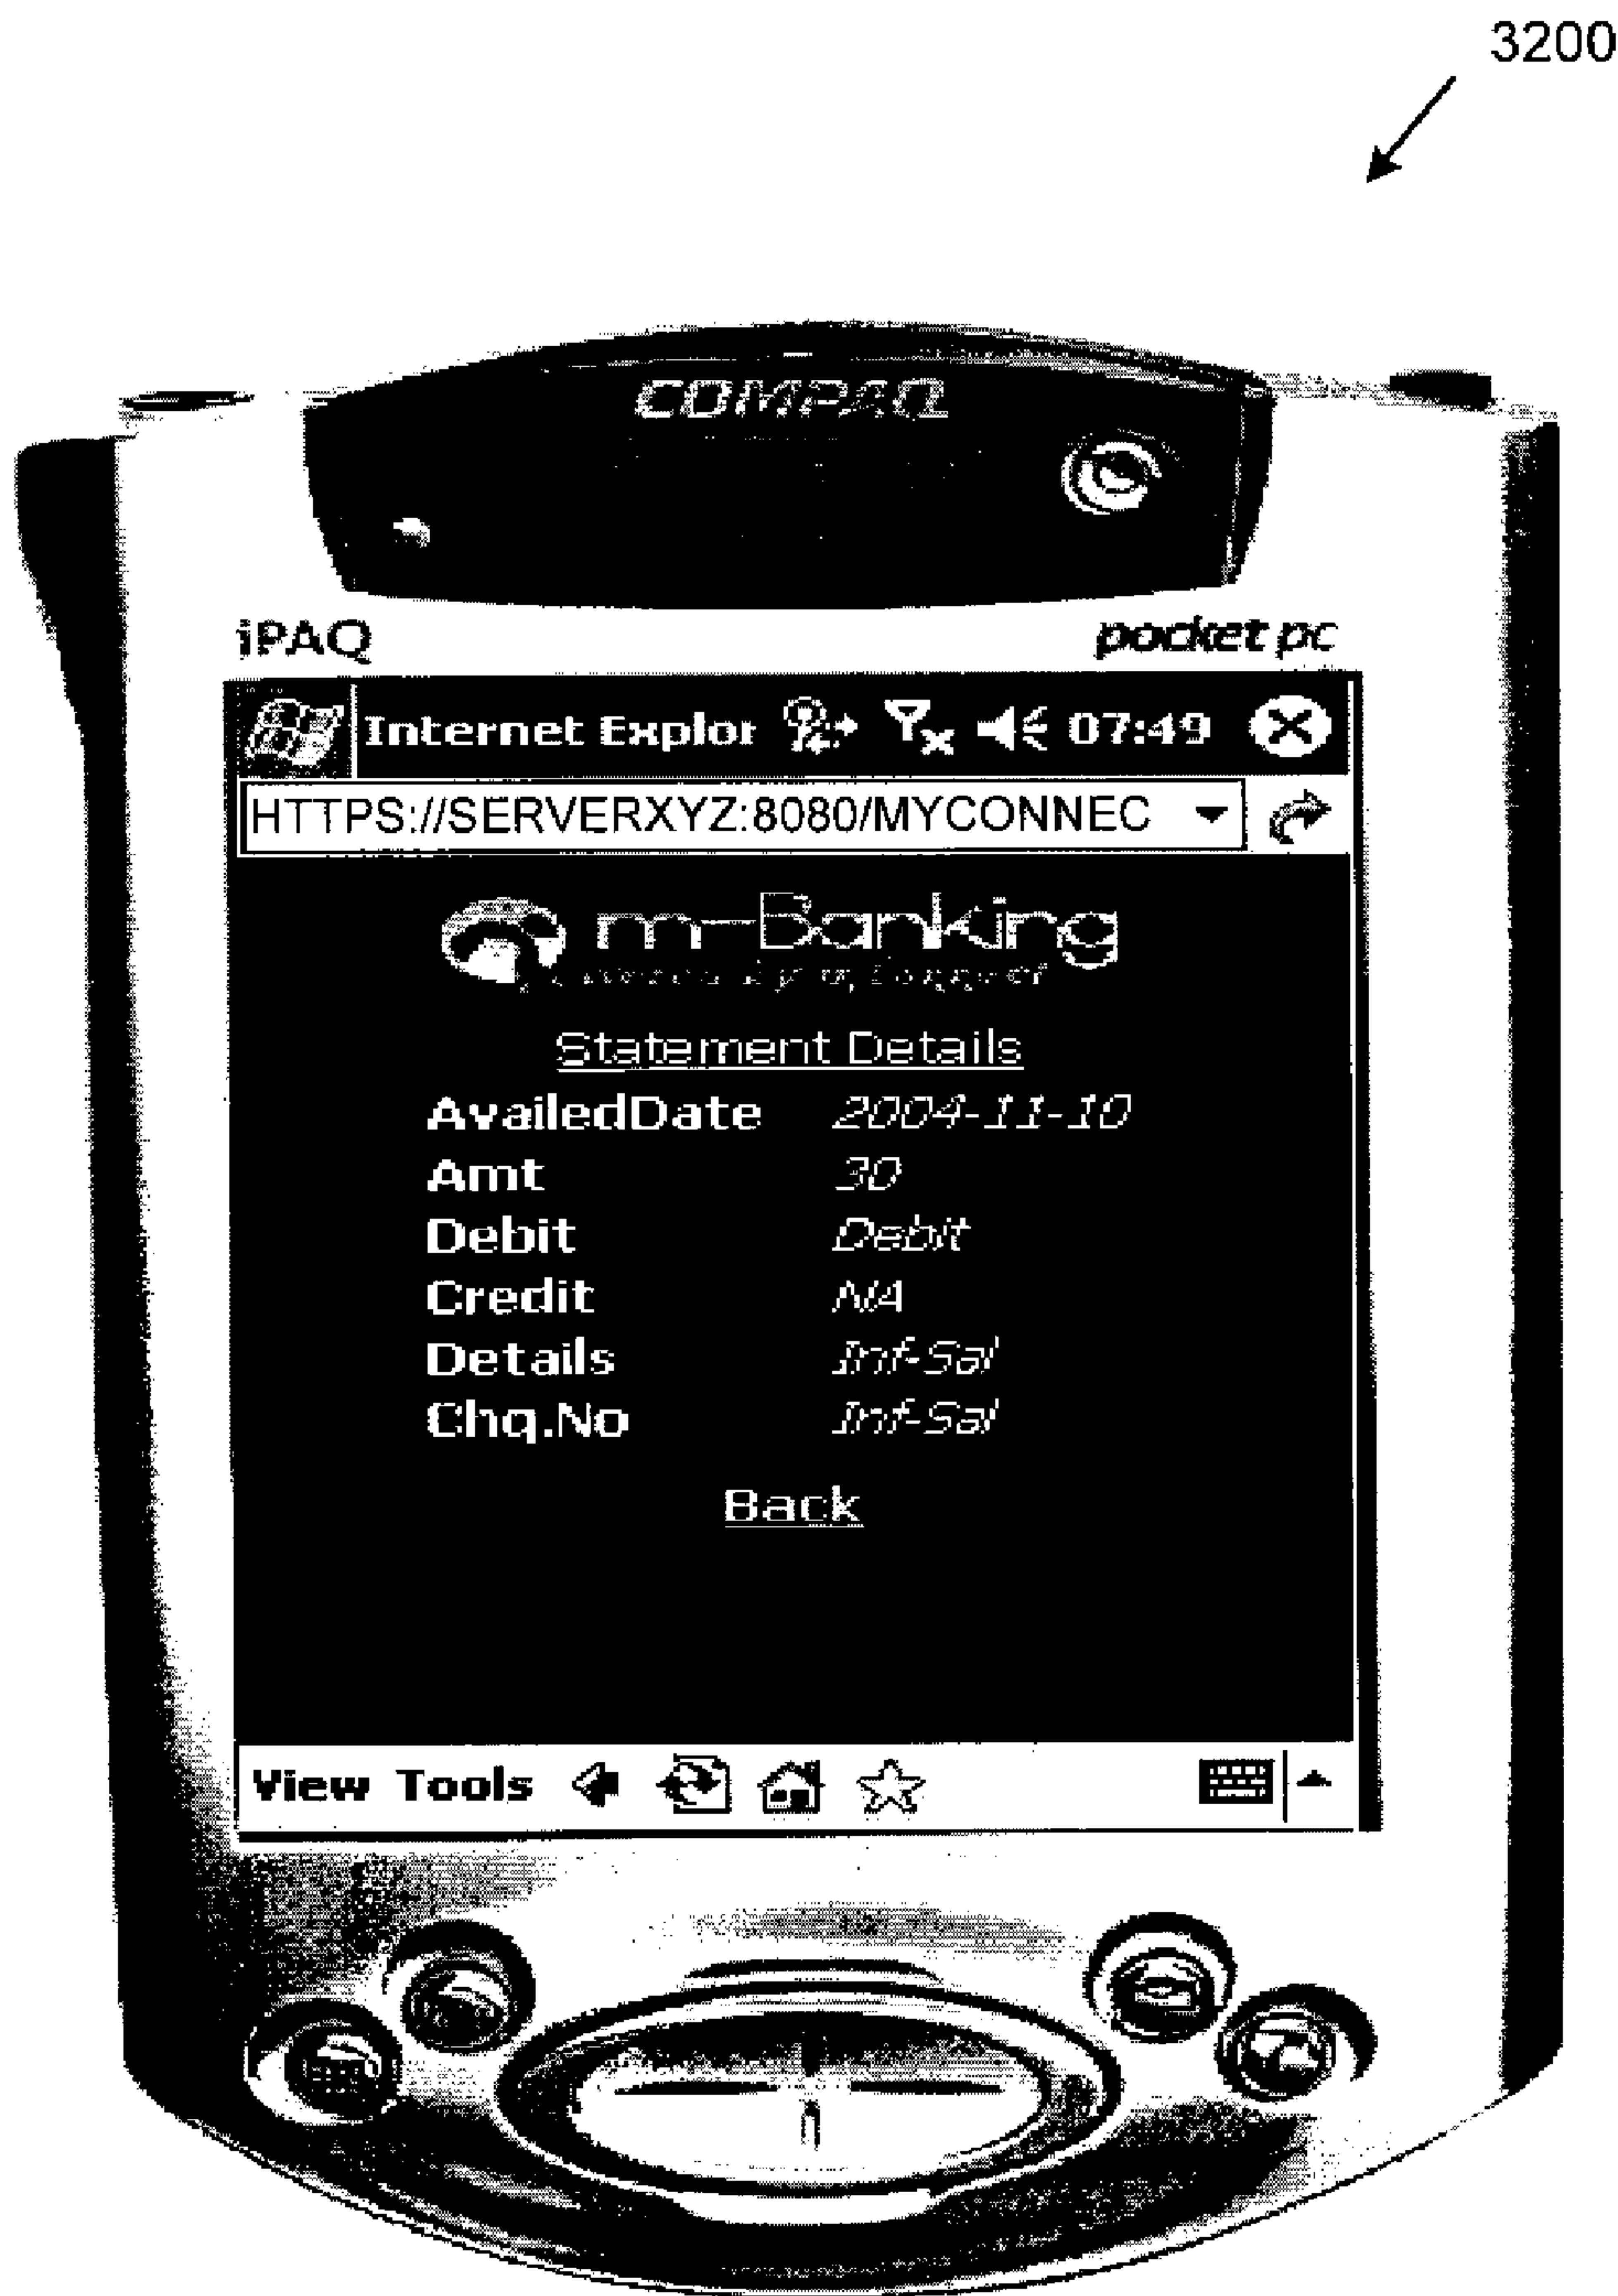 3200
COMPAQ
iPAQ pocket pc
Internet Explor 07:49
HTTPS://SERVERXYZ:8080/MYCONNEC
m-Banking
Statement Details
AvailedDate 2004-11-10
Amt 30
Debit Debit
Credit NA
Details Inf-Sal
Chq.No Inf-Sal
Back
View Tools